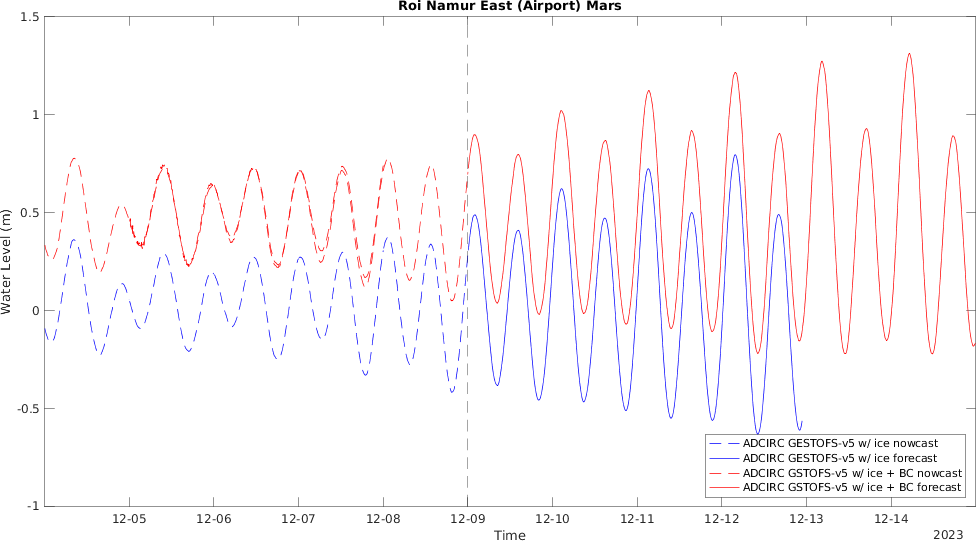 Roi Namur East (Airport) Mars
1.5
1
0.5
0
-0.5
-1
Water Level (m)
12-05
12-06
12-07
12-08
12-09
12-10
12-11
12-12
12-13
12-14
Time
2023
ADCIRC GESTOFS-v5 w/ ice nowcast
ADCIRC GESTOFS-v5 w/ ice forecast
ADCIRC GSTOFS-v5 w/ ice + BC nowcast
ADCIRC GSTOFS-v5 w/ ice + BC forecast